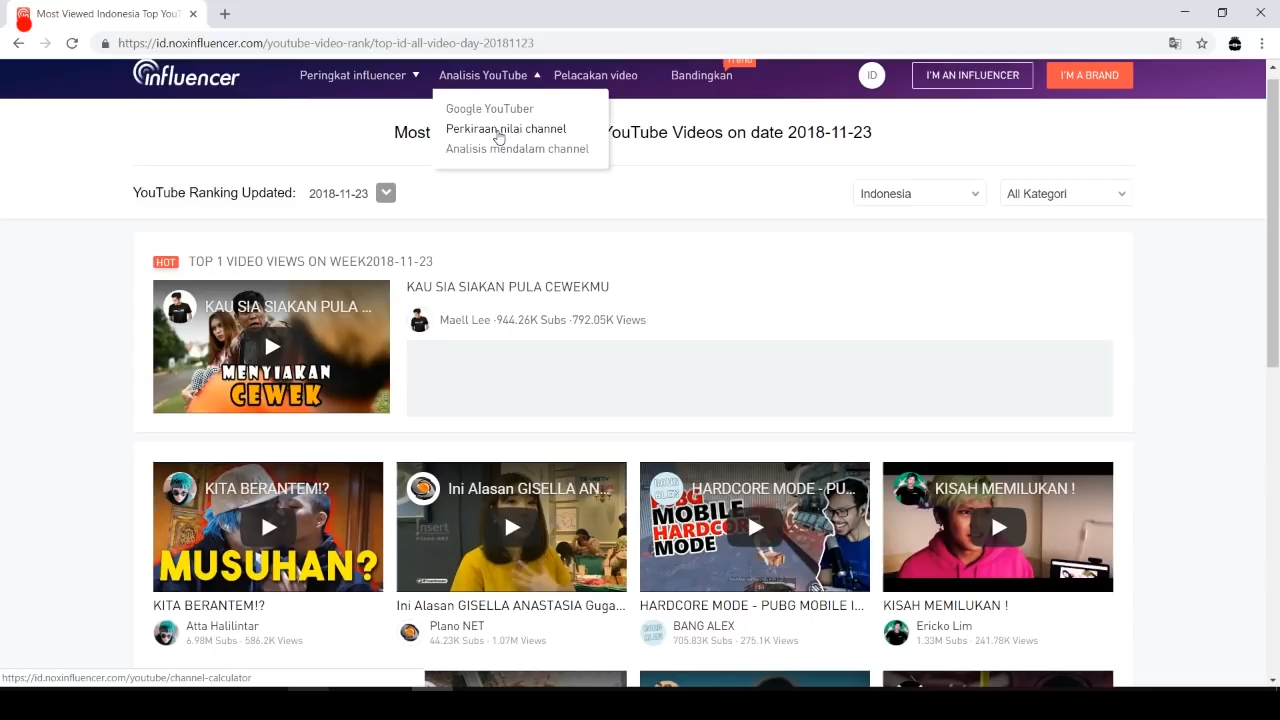 Most Viewed Indonesia Top YouT
https://id.noxinfluencer.com/youtube-video-rank/top-id-all-video-day-20181123
influencer
Peringkat influencer
Analisis YouTube
Pelacakan video
Bandingkan
Trend
ID
I'M AN INFLUENCER
I'M A BRAND
Google YouTuber
Perkiraan nilai channel
Analisis mendalam channel
Most
YouTube Videos on date 2018-11-23
YouTube Ranking Updated:
2018-11-23
Indonesia
All Kategori
HOT
TOP 1 VIDEO VIEWS ON WEEK2018-11-23
KAU SIA SIAKAN PULA ...
MENYIAKAN
CEWEK
KAU SIA SIAKAN PULA CEWEKMU
Maell Lee ·944.26K Subs ·792.05K Views
KITA BERANTEM!?
MUSUHAN?
KITA BERANTEM!?
Atta Halilintar
6.98M Subs · 586.2K Views
Ini Alasan GISELLA AN...
insert
Ini Alasan GISELLA ANASTASIA Guga...
Plano NET
44.23K Subs · 1.07M Views
HARDCORE MODE - PU...
PUBG
MOBILE
HARDCORE
MODE
HARDCORE MODE - PUBG MOBILE I...
BANG ALEX
705.83K Subs · 275.1K Views
KISAH MEMILUKAN !
KISAH MEMILUKAN !
Ericko Lim
1.33M Subs · 241.78K Views
https://id.noxinfluencer.com/youtube/channel-calculator